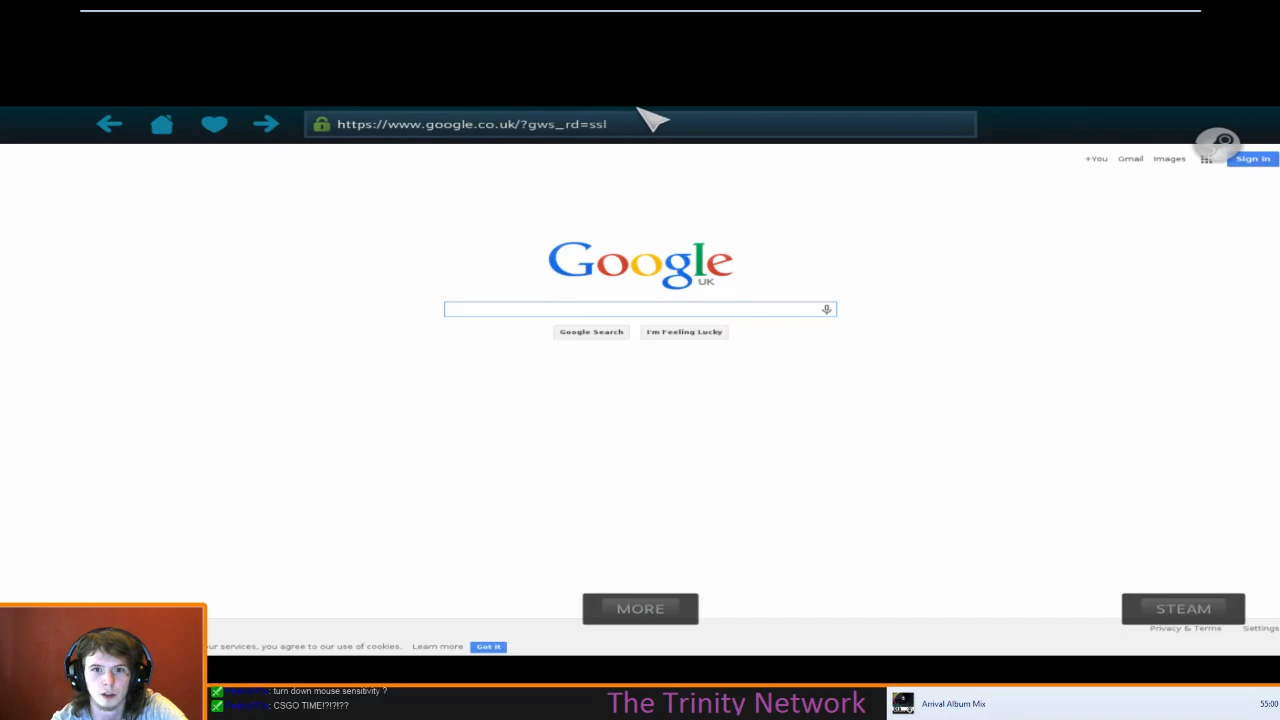 https://www.google.co.uk/?gws_rd=ssl
+You Gmail Images Sign in
Google
UK
Google Search I'm Feeling Lucky
MORE STEAM
Privacy & Terms Settings
our services, you agree to our use of cookies. Learn more Got it
: turn down mouse sensitivity ?
: CSGO TIME!?!?!??
The Trinity Network
Arrival Album Mix 55:00